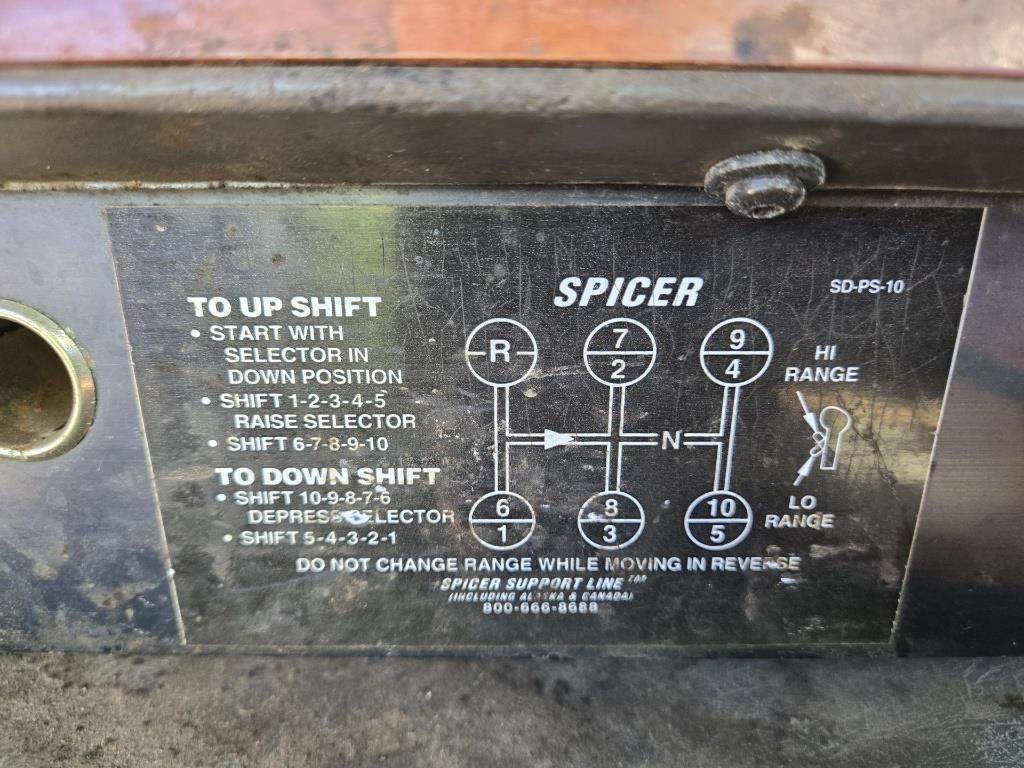 SPICER
SD-PS-10
TO UP SHIFT
• START WITH
SELECTOR IN
DOWN POSITION
• SHIFT 1-2-3-4-5
RAISE SELECTOR
• SHIFT 6-7-8-9-10
TO DOWN SHIFT
• SHIFT 10-9-8-7-6
DEPRESS SELECTOR
• SHIFT 5-4-3-2-1
R
7
2
9
4
HI
RANGE
N
6
1
8
3
10
5
LO
RANGE
DO NOT CHANGE RANGE WHILE MOVING IN REVERSE
SPICER SUPPORT LINE™
(INCLUDING ALASKA & CANADA)
800-666-8688